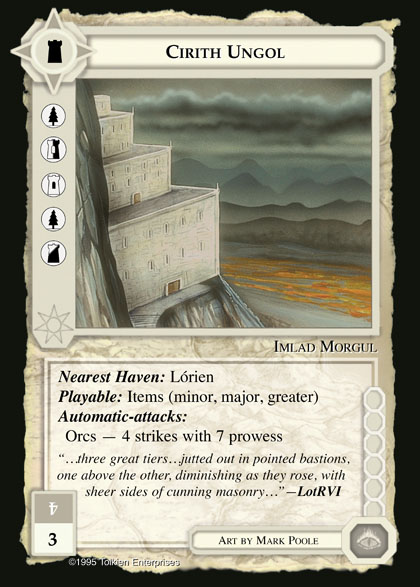 Cirith Ungol
Imlad Morgul
Nearest Haven: Lórien
Playable: Items (minor, major, greater)
Automatic-attacks:
Orcs — 4 strikes with 7 prowess
“…three great tiers…jutted out in pointed bastions,
one above the other, diminishing as they rose, with
sheer sides of cunning masonry…”—LotRVI
3
Art by Mark Poole
©1995 Tolkien Enterprises